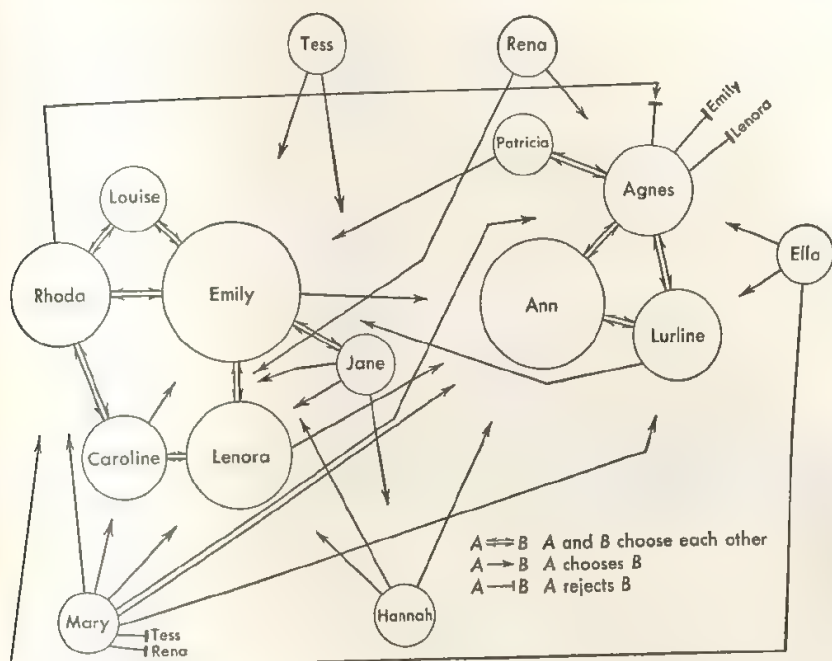 Tess
Rena
Emily
Lenora
Patricia
Agnes
Louise
Rhoda
Emily
Ella
Ann
Lurline
Jane
Caroline
Lenora
A B A and B choose each other
A B A chooses B
A B A rejects B
Mary
Tess
Rena
Hannah